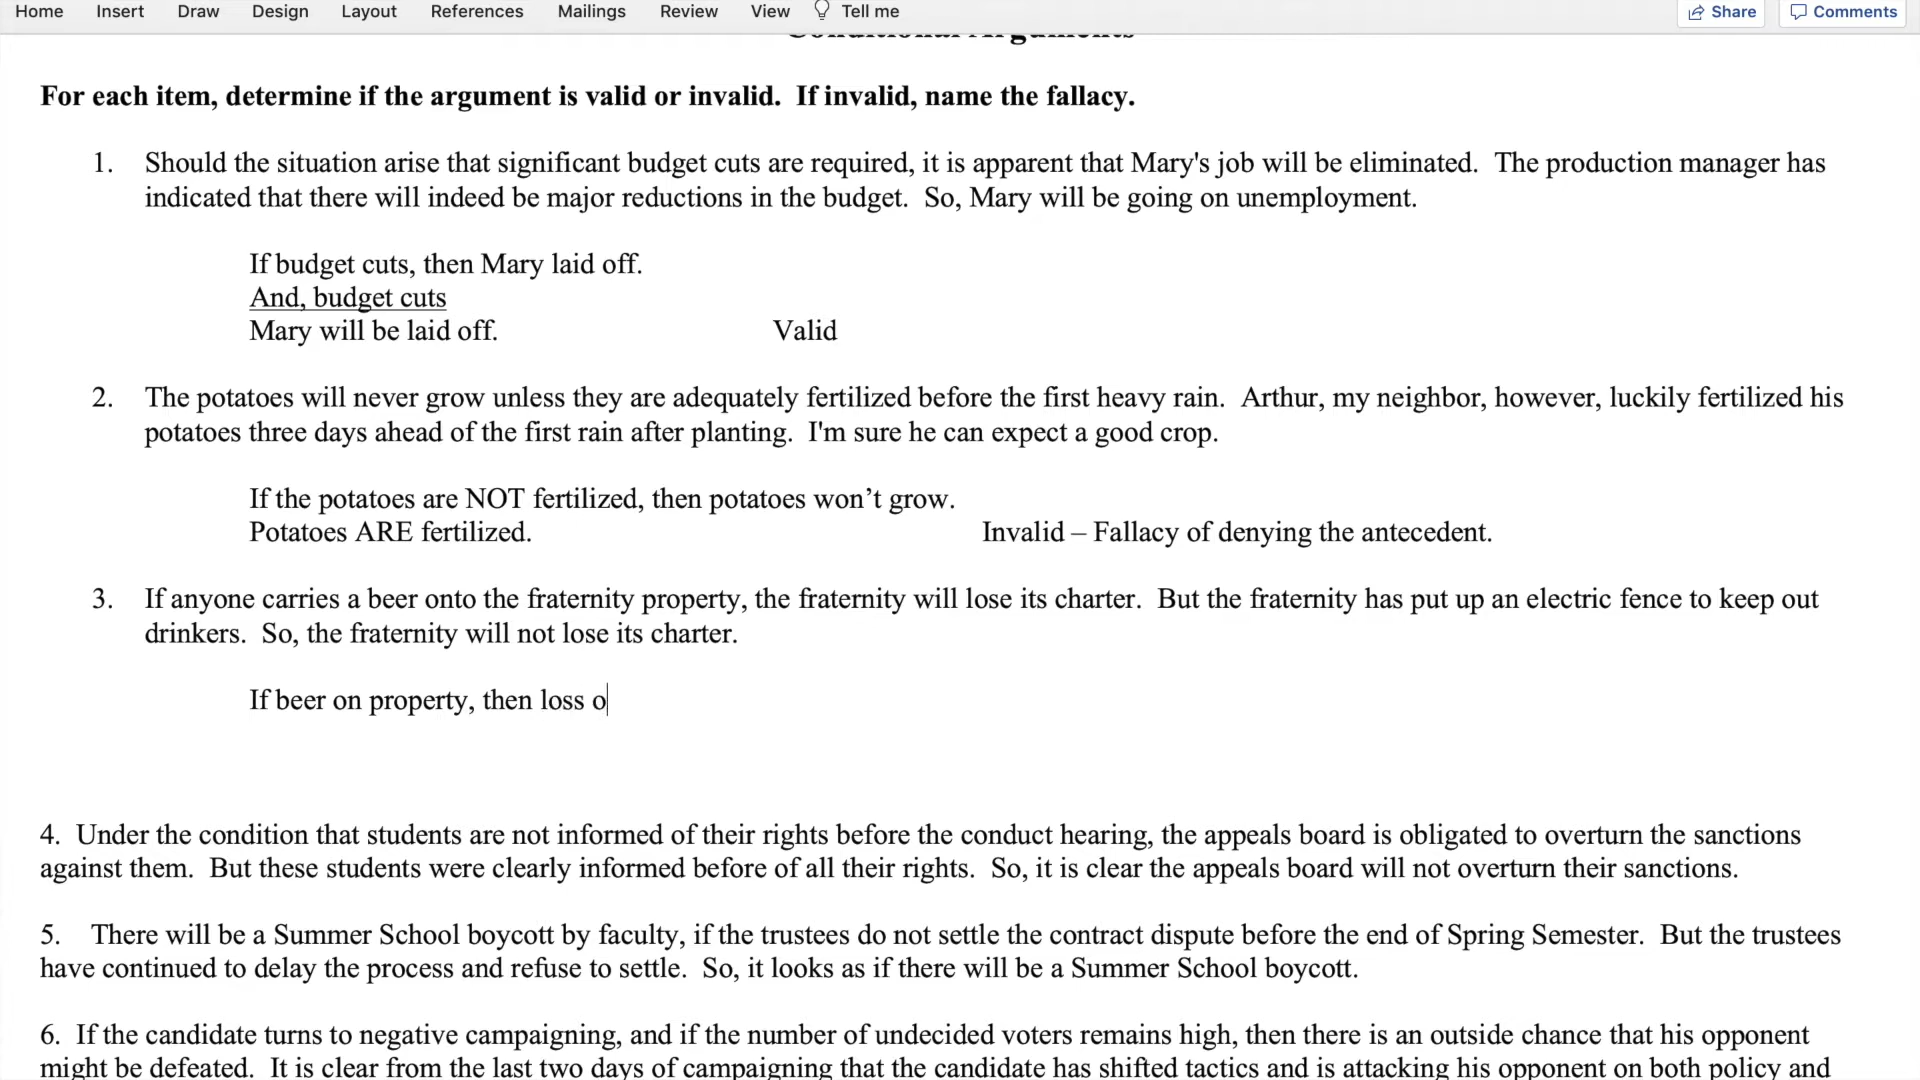 Home Insert Draw Design Layout References Mailings Review View Tell me Share Comments
Conditional Arguments
For each item, determine if the argument is valid or invalid.  If invalid, name the fallacy.
1. Should the situation arise that significant budget cuts are required, it is apparent that Mary's job will be eliminated.  The production manager has
indicated that there will indeed be major reductions in the budget.  So, Mary will be going on unemployment.
If budget cuts, then Mary laid off.
And, budget cuts
Mary will be laid off. Valid
2. The potatoes will never grow unless they are adequately fertilized before the first heavy rain.  Arthur, my neighbor, however, luckily fertilized his
potatoes three days ahead of the first rain after planting.  I'm sure he can expect a good crop.
If the potatoes are NOT fertilized, then potatoes won’t grow.
Potatoes ARE fertilized. Invalid – Fallacy of denying the antecedent.
3. If anyone carries a beer onto the fraternity property, the fraternity will lose its charter.  But the fraternity has put up an electric fence to keep out
drinkers.  So, the fraternity will not lose its charter.
If beer on property, then loss o
4.  Under the condition that students are not informed of their rights before the conduct hearing, the appeals board is obligated to overturn the sanctions
against them.  But these students were clearly informed before of all their rights.  So, it is clear the appeals board will not overturn their sanctions.
5.   There will be a Summer School boycott by faculty, if the trustees do not settle the contract dispute before the end of Spring Semester.  But the trustees
have continued to delay the process and refuse to settle.  So, it looks as if there will be a Summer School boycott.
6.  If the candidate turns to negative campaigning, and if the number of undecided voters remains high, then there is an outside chance that his opponent
might be defeated.  It is clear from the last two days of campaigning that the candidate has shifted tactics and is attacking his opponent on both policy and